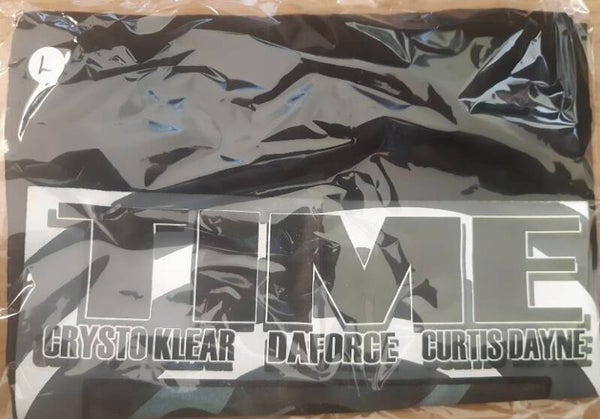 L
TIME
CRYSTO KLEAR DAFORCE CURTIS DAYNE